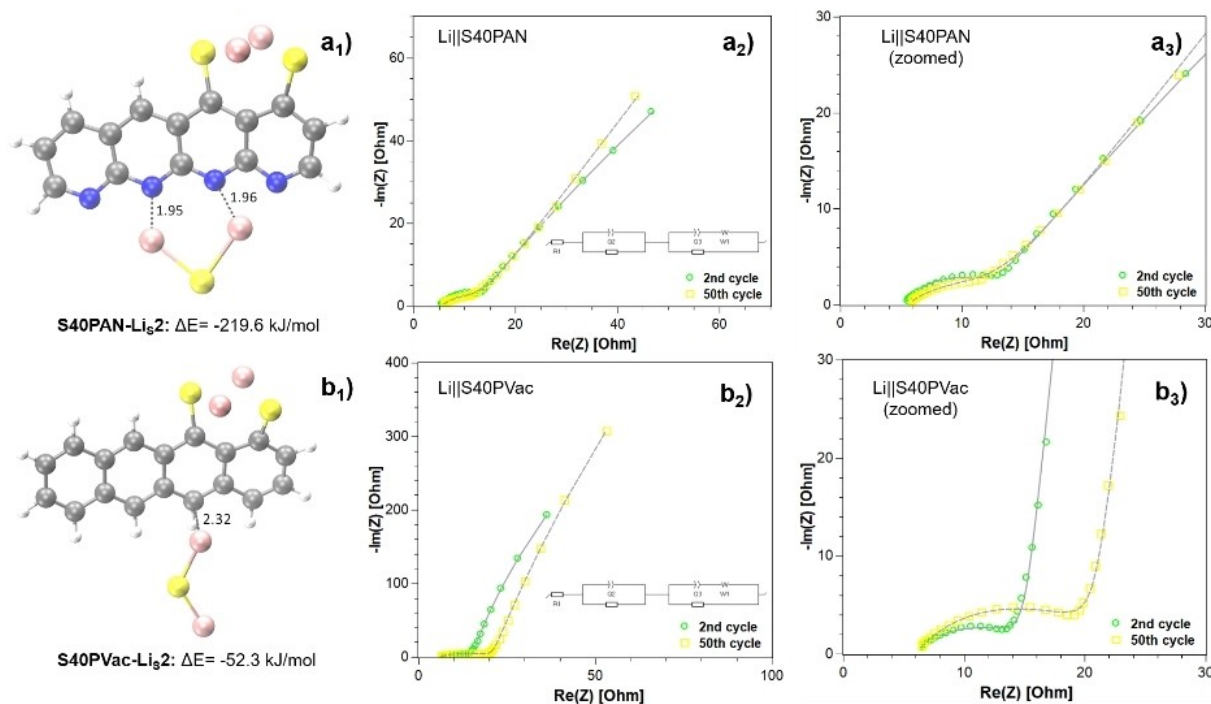 a₁)
1.95
1.96
S40PAN-Liₛ2: ΔE= -219.6 kJ/mol
Li||S40PAN
a₂)
60
40
20
0
-Im(Z) [Ohm]
R1
Q2
Q3
W
W1
2nd cycle
50th cycle
0
20
40
60
Re(Z) [Ohm]
Li||S40PAN
(zoomed)
a₃)
30
20
10
0
-Im(Z) [Ohm]
2nd cycle
50th cycle
0
10
20
30
Re(Z) [Ohm]
b₁)
2.32
S40PVac-Liₛ2: ΔE= -52.3 kJ/mol
Li||S40PVac
b₂)
400
300
200
100
0
-Im(Z) [Ohm]
R1
Q2
Q3
W
W1
2nd cycle
50th cycle
0
50
100
Re(Z) [Ohm]
Li||S40PVac
(zoomed)
b₃)
30
20
10
0
-Im(Z) [Ohm]
2nd cycle
50th cycle
0
10
20
30
Re(Z) [Ohm]